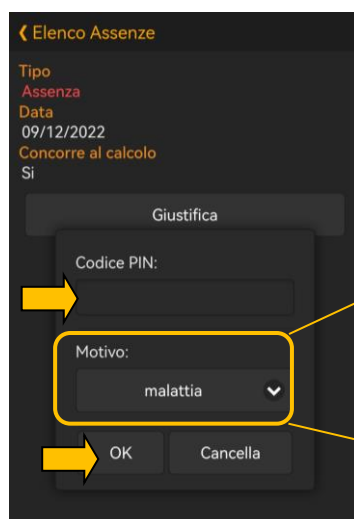 Elenco Assenze
Tipo
Assenza
Data
09/12/2022
Concorre al calcolo
Si
Giustifica
Codice PIN:
Motivo:
malattia
OK Cancella